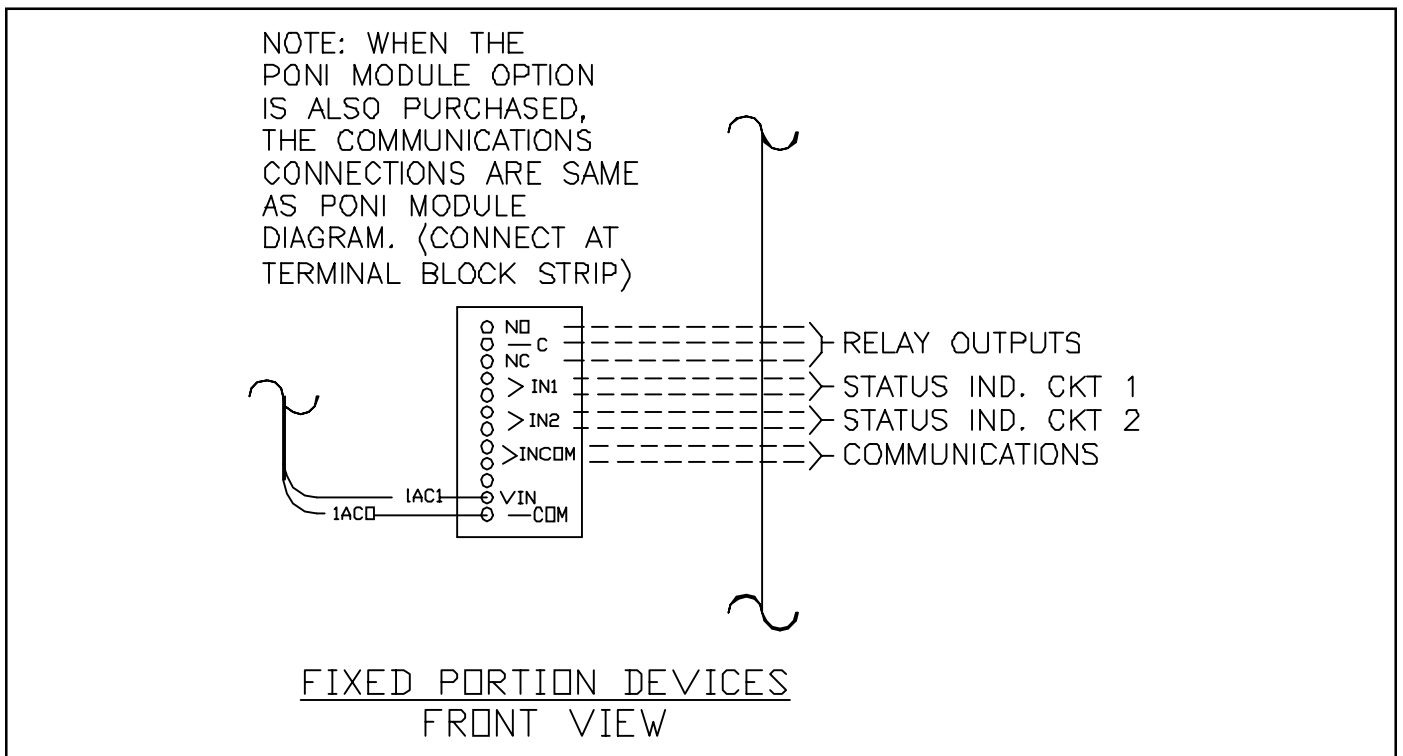 NOTE: WHEN THE
PONI MODULE OPTION
IS ALSO PURCHASED,
THE COMMUNICATIONS
CONNECTIONS ARE SAME
AS PONI MODULE
DIAGRAM. (CONNECT AT
TERMINAL BLOCK STRIP)
NO
C
NC
RELAY OUTPUTS
IN1
STATUS IND. CKT 1
IN2
STATUS IND. CKT 2
INCOM
COMMUNICATIONS
1AC1
VIN
1AC0
COM
FIXED PORTION DEVICES
FRONT VIEW